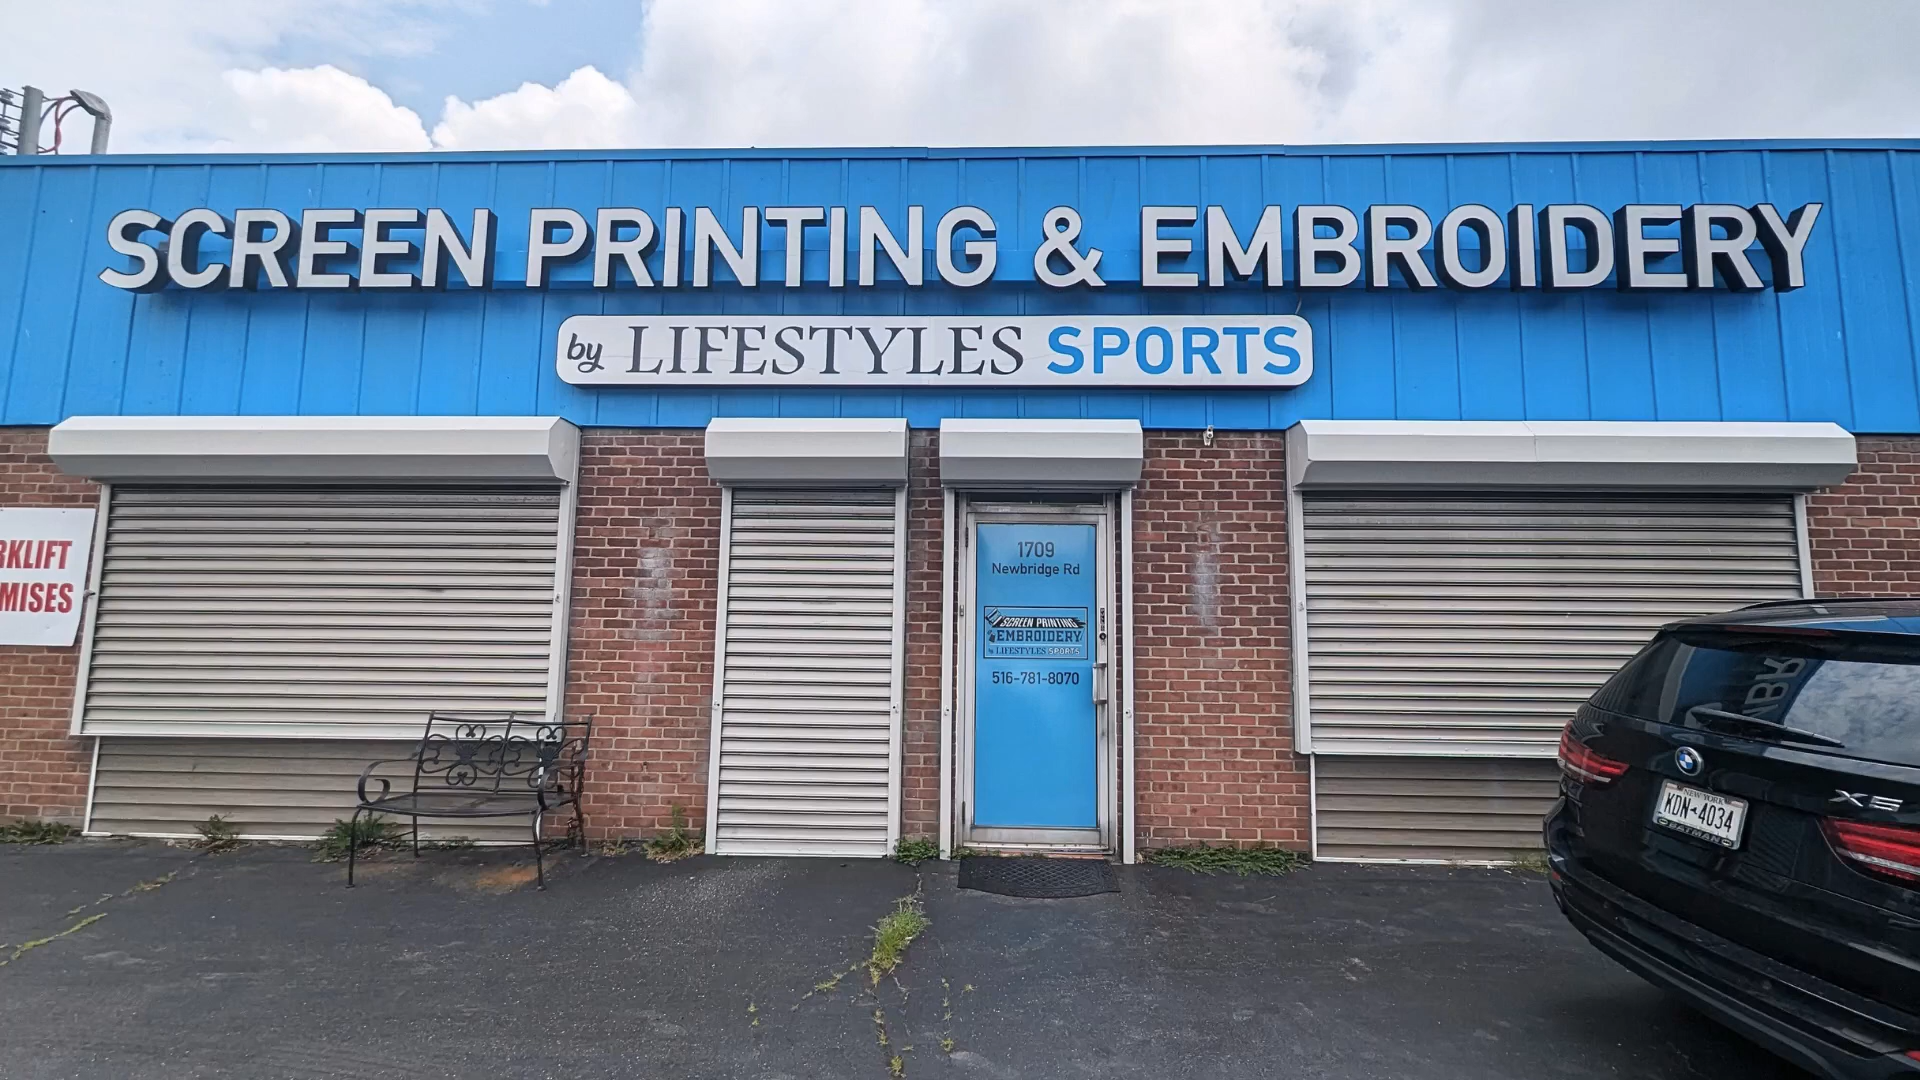 SCREEN PRINTING & EMBROIDERY
by LIFESTYLES SPORTS
RKLIFT
MISES
1709
Newbridge Rd
SCREEN PRINTING
& EMBROIDERY
by LIFESTYLES SPORTS
516-781-8070
NEW YORK
KDN 4034
BATMAN
X5